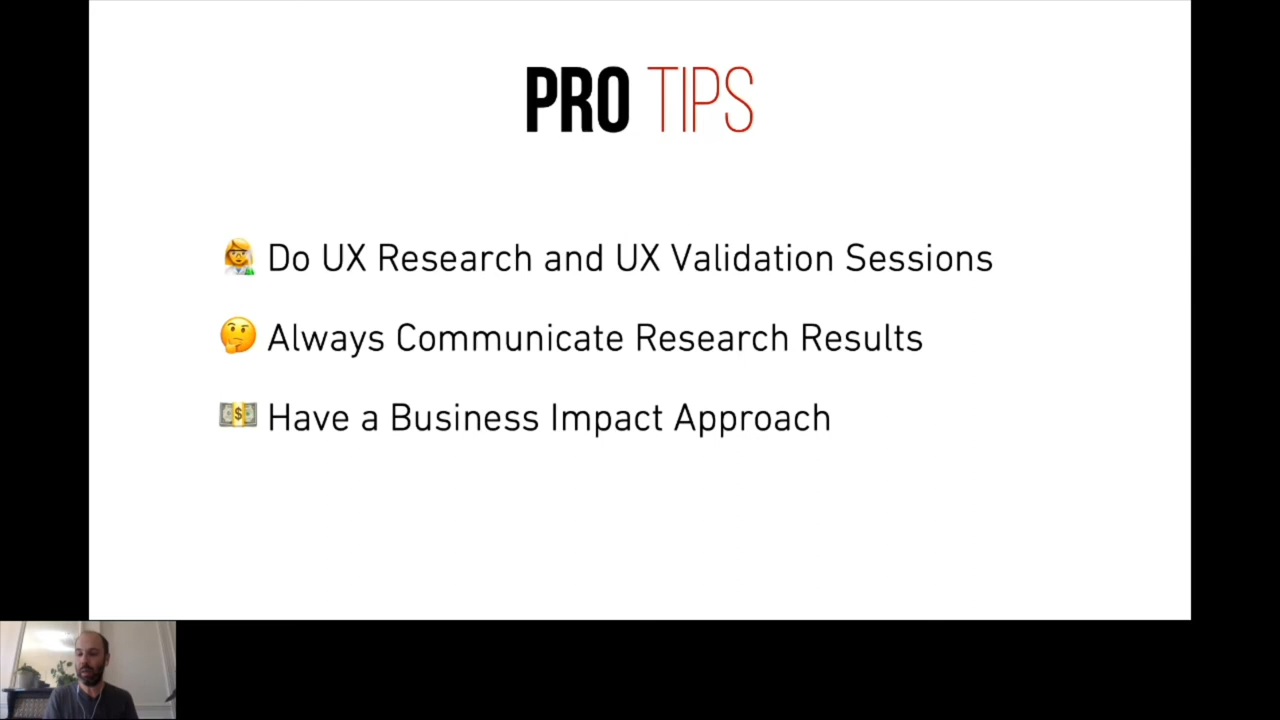 PRO TIPS
👩‍🔬 Do UX Research and UX Validation Sessions
🤔 Always Communicate Research Results
💵 Have a Business Impact Approach